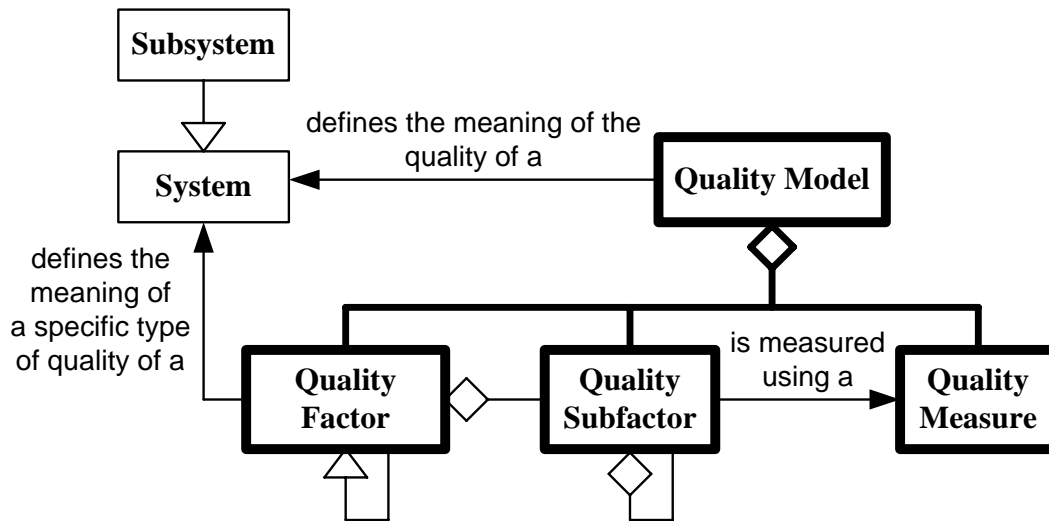 Subsystem
defines the meaning of the
quality of a
System
Quality Model
defines the
meaning of
a specific type
of quality of a
is measured
using a
Quality
Factor
Quality
Subfactor
Quality
Measure